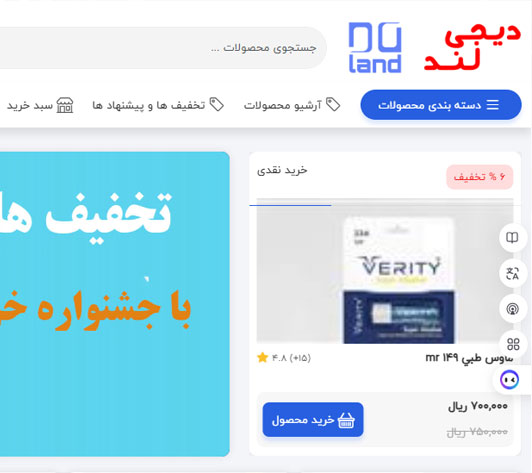 دیجی
لند
land
جستجوی محصولات ...
دسته بندی محصولات
آرشیو محصولات
تخفیف ها و پیشنهاد ها
سبد خرید
۶ % تخفیف
خرید نقدی
VERITY
VERITY
ماوس طبي mr ۱۴۹
۴.۸ (۱۵+)
۷۰۰,۰۰۰ ریال
۷۵۰,۰۰۰ ریال
خرید محصول
تخفیف ها
با جشنواره